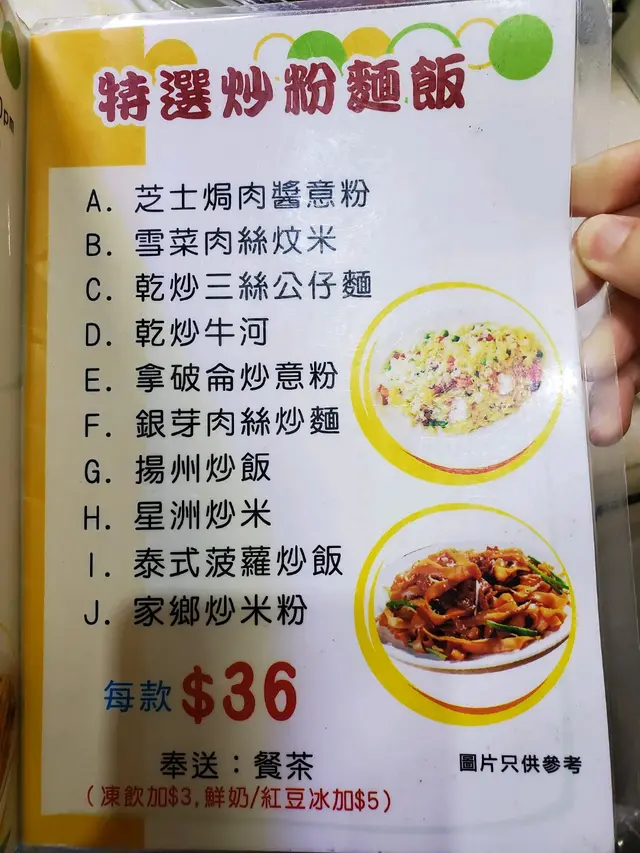 特選炒粉麵飯
A. 芝士焗肉醬意粉
B. 雪菜肉絲炆米
C. 乾炒三絲公仔麵
D. 乾炒牛河
E. 拿破侖炒意粉
F. 銀芽肉絲炒麵
G. 揚州炒飯
H. 星洲炒米
I. 泰式菠蘿炒飯
J. 家鄉炒米粉
每款 $36
奉送：餐茶
圖片只供參考
(凍飲加$3,鮮奶/紅豆冰加$5)